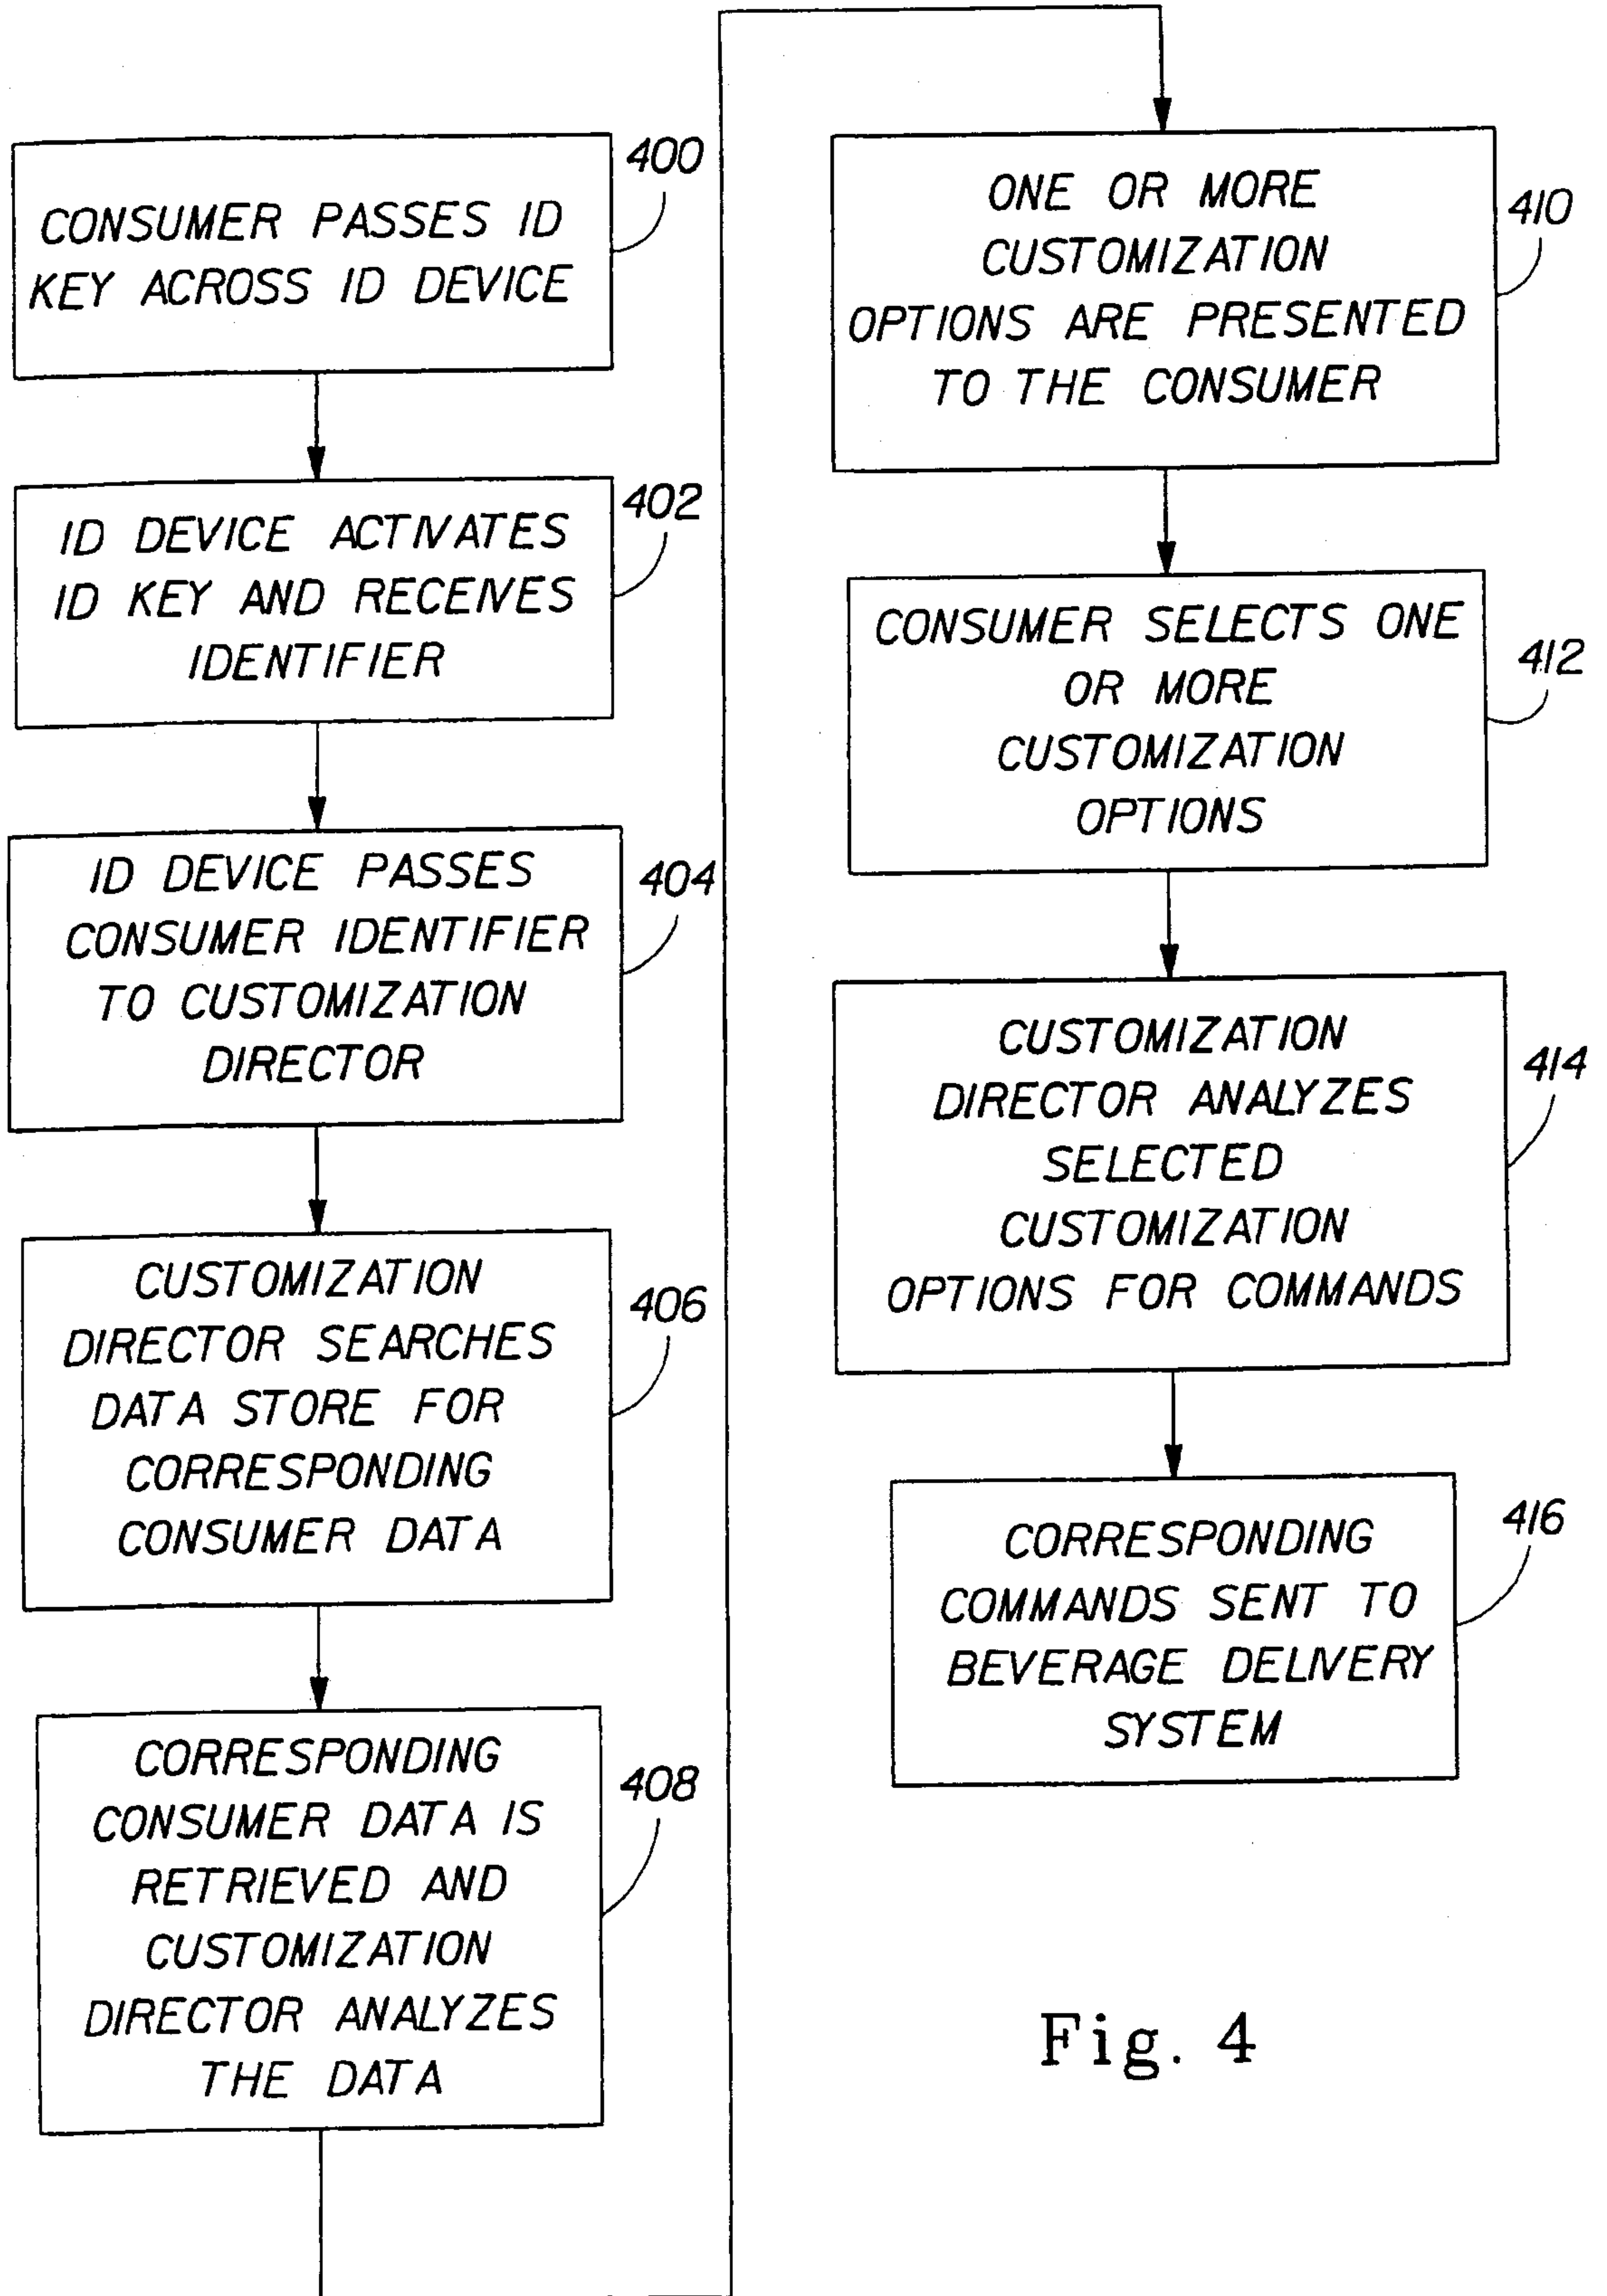 CONSUMER PASSES ID
KEY ACROSS ID DEVICE
400
ID DEVICE ACTIVATES
ID KEY AND RECEIVES
IDENTIFIER
402
ID DEVICE PASSES
CONSUMER IDENTIFIER
TO CUSTOMIZATION
DIRECTOR
404
CUSTOMIZATION
DIRECTOR SEARCHES
DATA STORE FOR
CORRESPONDING
CONSUMER DATA
406
CORRESPONDING
CONSUMER DATA IS
RETRIEVED AND
CUSTOMIZATION
DIRECTOR ANALYZES
THE DATA
408
ONE OR MORE
CUSTOMIZATION
OPTIONS ARE PRESENTED
TO THE CONSUMER
410
CONSUMER SELECTS ONE
OR MORE
CUSTOMIZATION
OPTIONS
412
CUSTOMIZATION
DIRECTOR ANALYZES
SELECTED
CUSTOMIZATION
OPTIONS FOR COMMANDS
414
CORRESPONDING
COMMANDS SENT TO
BEVERAGE DELIVERY
SYSTEM
416
Fig. 4